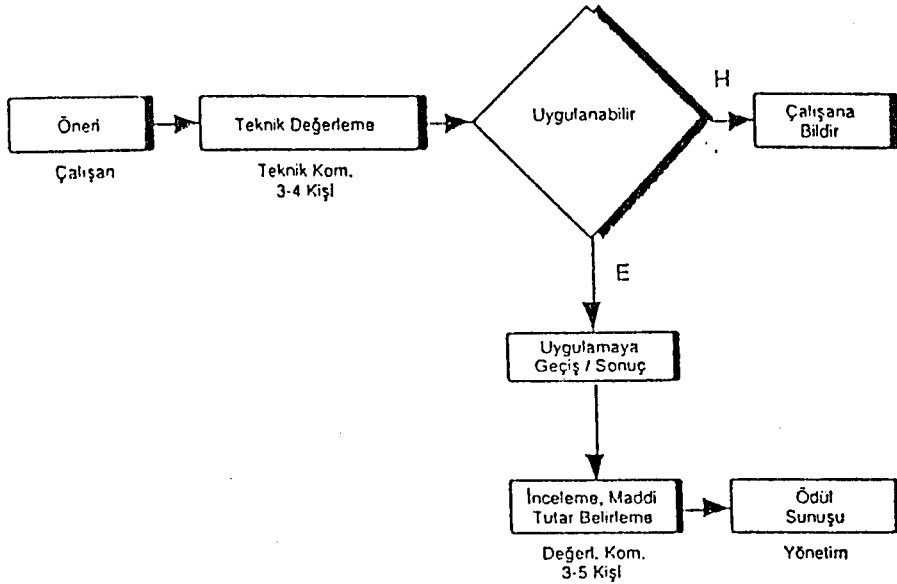 Öneri
Çalışan
Teknik Değerleme
Teknik Kom.
3-4 Kişi
Uygulanabilir
H
Çalışana
Bildir
E
Uygulamaya
Geçiş / Sonuç
İnceleme, Maddi
Tutar Belirleme
Değerl. Kom.
3-5 Kişi
Ödül
Sunuşu
Yönetim